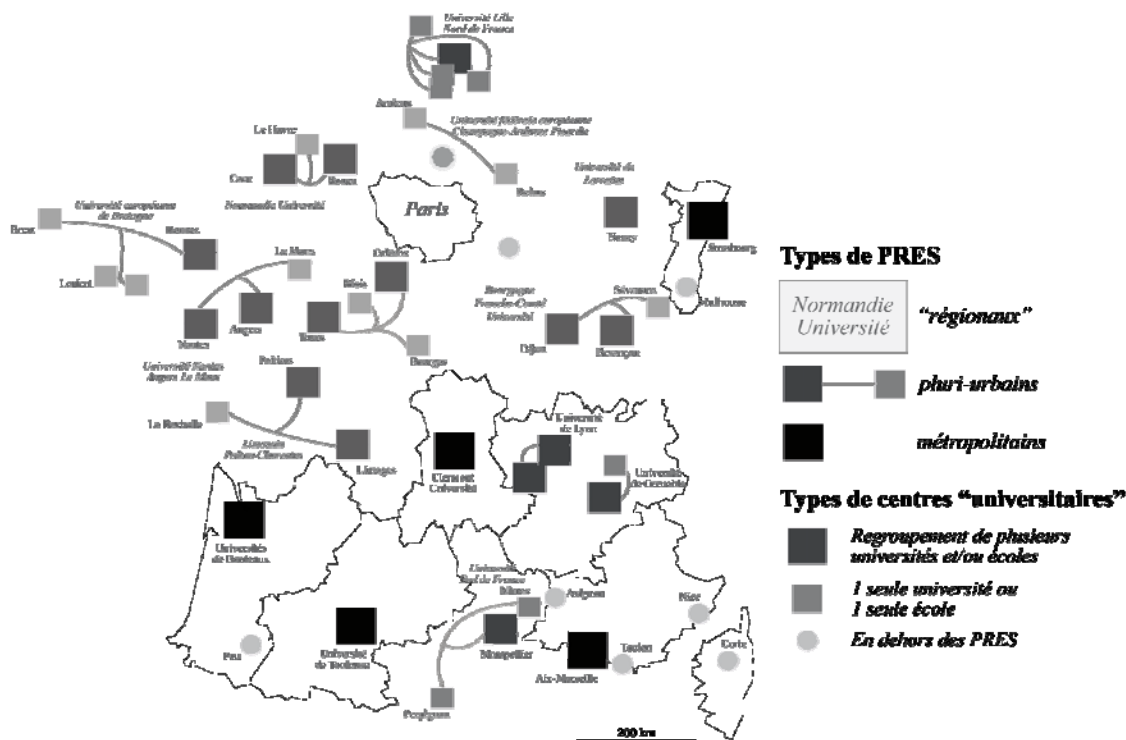 Université Lille
Nord de France
Amiens
Université fédérale européenne
Champagne-Ardenne Picardie
Le Havre
Caen
Rouen
Reims
Normandie Université
Paris
Université de
Lorraine
Nancy
Strasbourg
Mulhouse
Université européenne
de Bretagne
Brest
Rennes
Lorient
Le Mans
Nantes
Angers
Université Nantes
Angers Le Mans
Orléans
Blois
Tours
Bourges
Bourgogne
Franche-Comté
Université
Dijon
Besançon
Poitiers
La Rochelle
Limousin
Poitou-Charentes
Limoges
Clermont
Université
Université
de Lyon
Université
de Grenoble
Universités
de Bordeaux
Pau
Université
de Toulouse
Université
Sud de France
Nîmes
Montpellier
Perpignan
Avignon
Aix-Marseille
Toulon
Nice
Corte
200 km
Types de PRES
Normandie
Université
“régionaux”
pluri-urbains
métropolitains
Types de centres “universitaires”
Regroupement de plusieurs
universités et/ou écoles
1 seule université ou
1 seule école
En dehors des PRES